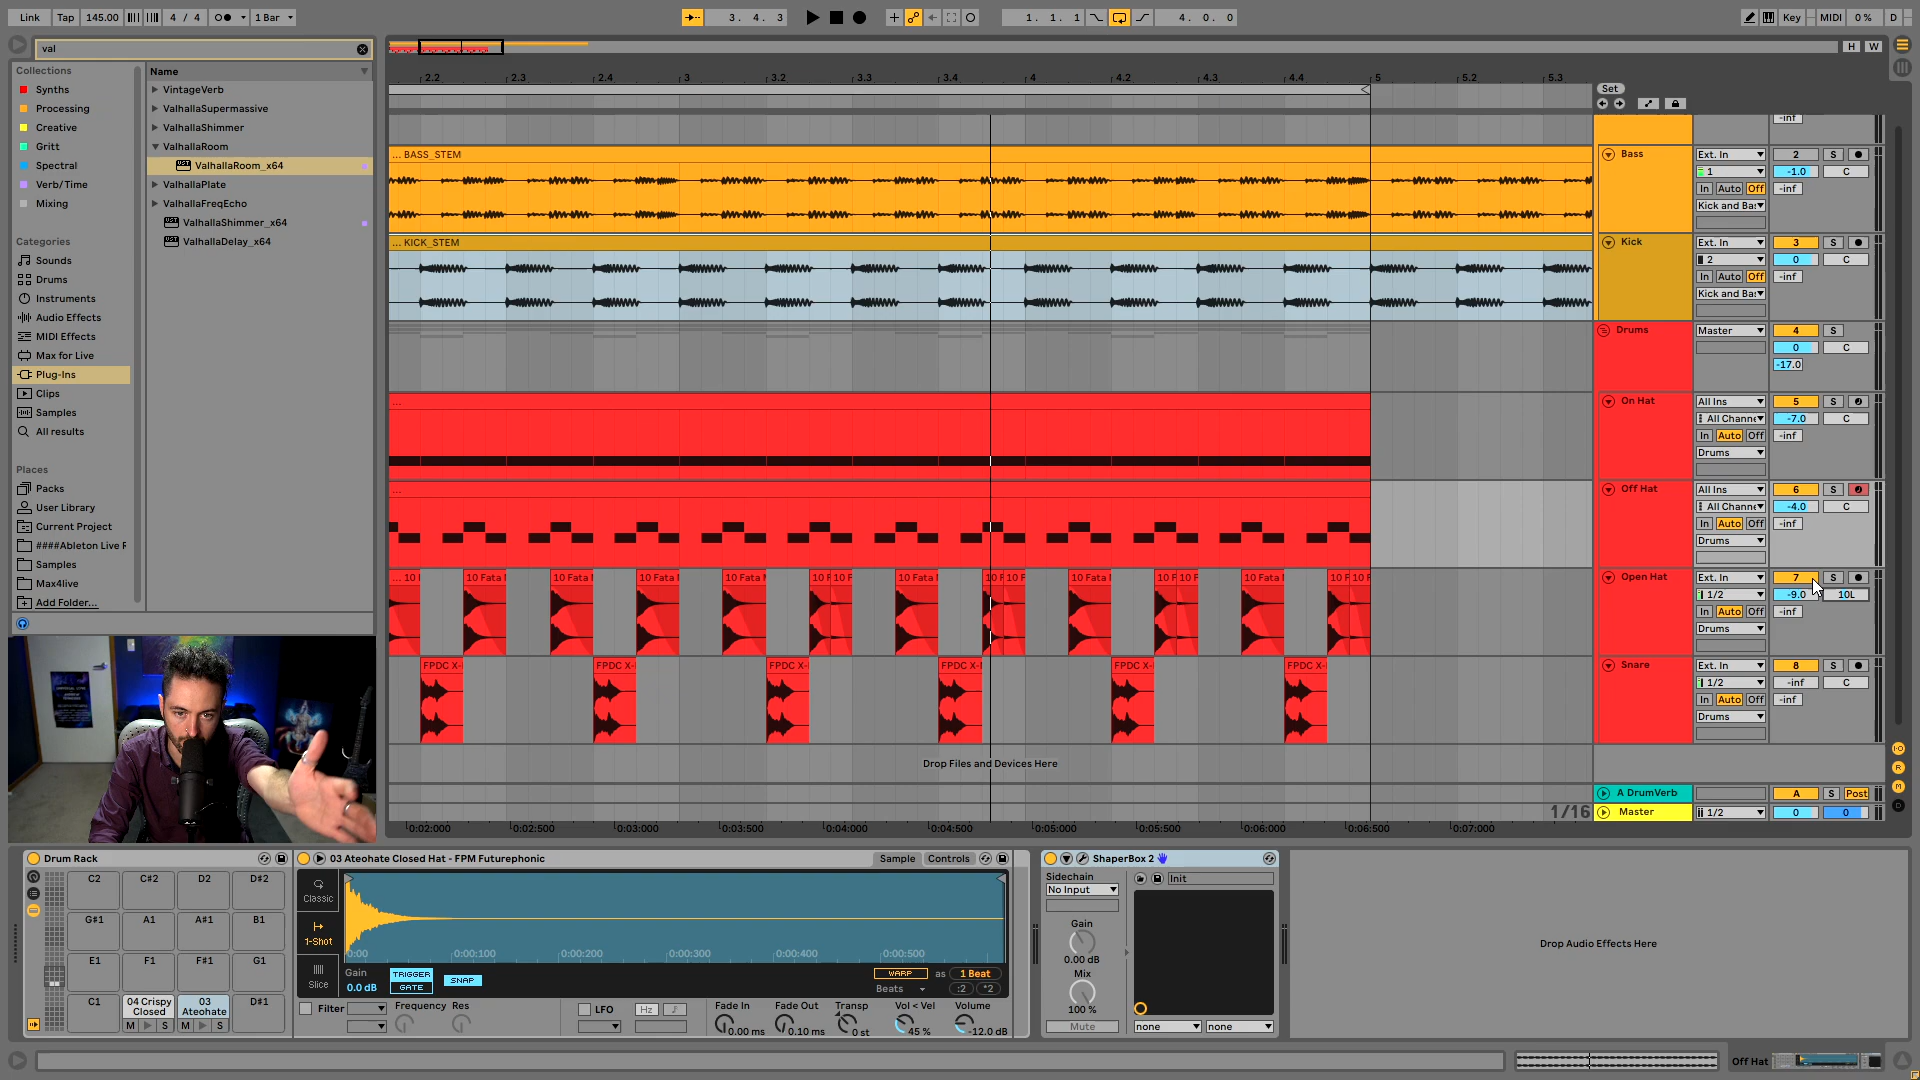 Link Tap 145.00 4 / 4 1 Bar 3. 4. 3 1. 1. 1 4. 0. 0 Key MIDI 0 % D
val
Collections
Synths
Processing
Creative
Gritt
Spectral
Verb/Time
Mixing
Categories
Sounds
Drums
Instruments
Audio Effects
MIDI Effects
Max for Live
Plug-Ins
Clips
Samples
All results
Places
Packs
User Library
Current Project
####Ableton Live F
Samples
Max4live
Add Folder...
Name
VintageVerb
ValhallaSupermassive
ValhallaShimmer
ValhallaRoom
ValhallaRoom_x64
ValhallaPlate
ValhallaFreqEcho
ValhallaShimmer_x64
ValhallaDelay_x64
H W
2.2 2.3 2.4 3 3.2 3.3 3.4 4 4.2 4.3 4.4 5 5.2 5.3
Set
-inf
... BASS_STEM
Bass Ext. In 2 S
1 -1.0 C
In Auto Off -inf
Kick and Bas
... KICK_STEM
Kick Ext. In 3 S
2 0 C
In Auto Off -inf
Kick and Bas
Drums Master 4 S
0 C
-17.0
...
On Hat All Ins 5 S
All Channe -7.0 C
In Auto Off -inf
Drums
...
Off Hat All Ins 6 S
All Channe -4.0 C
In Auto Off -inf
Drums
... 10 10 Fata 10 Fata 10 Fata 10 Fata 10 F 10 F 10 Fata 10 F 10 F 10 Fata 10 F 10 F 10 Fata 10 F 10 F
Open Hat Ext. In 7 S
1/2 -9.0 10L
In Auto Off -inf
Drums
FPDC X- FPDC X- FPDC X- FPDC X- FPDC X- FPDC X-
Snare Ext. In 8 S
1/2 -inf C
In Auto Off -inf
Drums
Drop Files and Devices Here
A DrumVerb A S Post
1/16 Master 1/2 0 0
0:02:000 0:02:500 0:03:000 0:03:500 0:04:000 0:04:500 0:05:000 0:05:500 0:06:000 0:06:500 0:07:000
Drum Rack
C2 C#2 D2 D#2
G#1 A1 A#1 B1
E1 F1 F#1 G1
C1 04 Crispy Closed 03 Ateohate D#1
M S M S
03 Ateohate Closed Hat - FPM Futurephonic Sample Controls
Classic
1-Shot
Slice
0:00 0:00:100 0:00:200 0:00:300 0:00:400 0:00:500
Gain
0.0 dB
TRIGGER
GATE
SNAP
WARP as 1 Beat
Beats :2 *2
Filter Frequency Res LFO Hz Fade In Fade Out Transp Vol < Vel Volume
0.00 ms 0.10 ms 0 st 45 % -12.0 dB
ShaperBox 2
Sidechain
No Input
Gain
0.00 dB
Mix
100 %
Mute
Init
none none
Drop Audio Effects Here
Off Hat